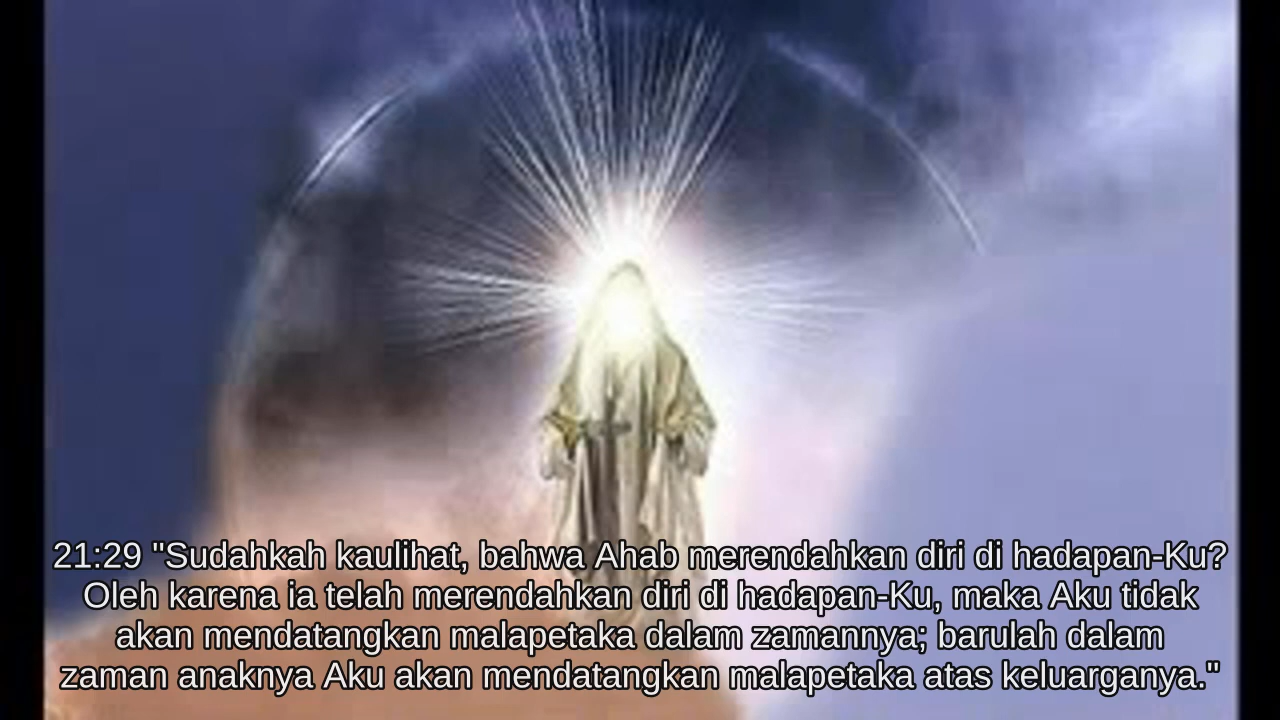 21:29 "Sudahkah kaulihat, bahwa Ahab merendahkan diri di hadapan-Ku?
Oleh karena ia telah merendahkan diri di hadapan-Ku, maka Aku tidak
akan mendatangkan malapetaka dalam zamannya; barulah dalam
zaman anaknya Aku akan mendatangkan malapetaka atas keluarganya."